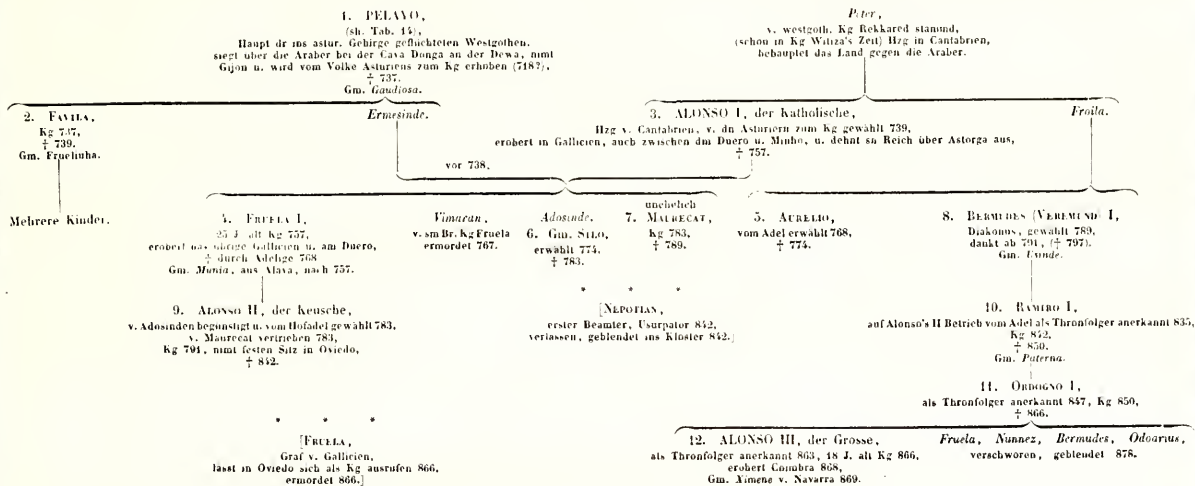 1. PELAYO,
(sh. Tab. 14),
Haupt dr ins astur. Gebirge geflüchteten Westgothen.
siegt über die Araber bei der Cava Donga an der Dewa, nimt
Gijon u. wird vom Volke Asturiens zum Kg erhoben (718?),
† 737.
Gm. Gaudiosa.
Peter,
v. westgoth. Kg Rekkared stamind,
(schon in Kg Witiza's Zeit) Hzg in Cantabrien,
behauptet das Land gegen die Araber.
2. FAVILA,
Kg 737,
† 739.
Gm. Frueliuba.
Ermesinde.
3. ALONSO I, der Katholische,
Hzg v. Cantabrien, v. dn Asturiern zum Kg gewählt 739,
erobert in Gallicien, auch zwischen dm Duero u. Minho, u. dehnt sn Reich über Astorga aus,
† 757.
Froila.
vor 738.
Mehrere Kinder.
4. FRUELA I,
25 J. alt Kg 757,
erobert das übrige Gallicien u. am Duero,
† durch Adelige 768
Gm. Munia, aus Alava, nach 757.
Vimaran,
v. sm Br. Kg Fruela
ermordet 767.
Adosinde.
6. Gm. SILO,
erwählt 774,
† 783.
unehelich
7. MAURECAT,
Kg 783,
† 789.
5. AURELIO,
vom Adel erwählt 768,
† 774.
8. BERMUDES (VEREMUND) I,
Diakonus, gewählt 789,
dankt ab 791, († 797).
Gm.
9. ALONSO II, der Keusche,
v. Adosinden begünstigt u. vom Hofadel gewählt 783,
v. Maurecat vertrieben 783,
Kg 791, nimt festen Sitz in Oviedo,
† 842.
* * *
[NEPOTIAN,
erster Beamter, Usurpator 842,
verlassen, geblendet ins Kloster 842.]
10. RAMIRO I,
auf Alonso's II Betrieb vom Adel als Thronfolger anerkannt 835,
Kg 842,
† 850.
Gm. Paterna.
11. ORDOGNO I,
als Thronfolger anerkannt 847, Kg 850,
† 866.
* * *
[FRUELA,
Graf v. Gallicien,
lässt in Oviedo sich als Kg ausrufen 866,
ermordet 866.]
12. ALONSO III, der Grosse,
als Thronfolger anerkannt 863, 18 J. alt Kg 866,
erobert Coimbra 868,
Gm. Ximene v. Navarra 869.
Fruela, Nunnez, Bermudes, Odoarius,
verschworen, geblendet 878.